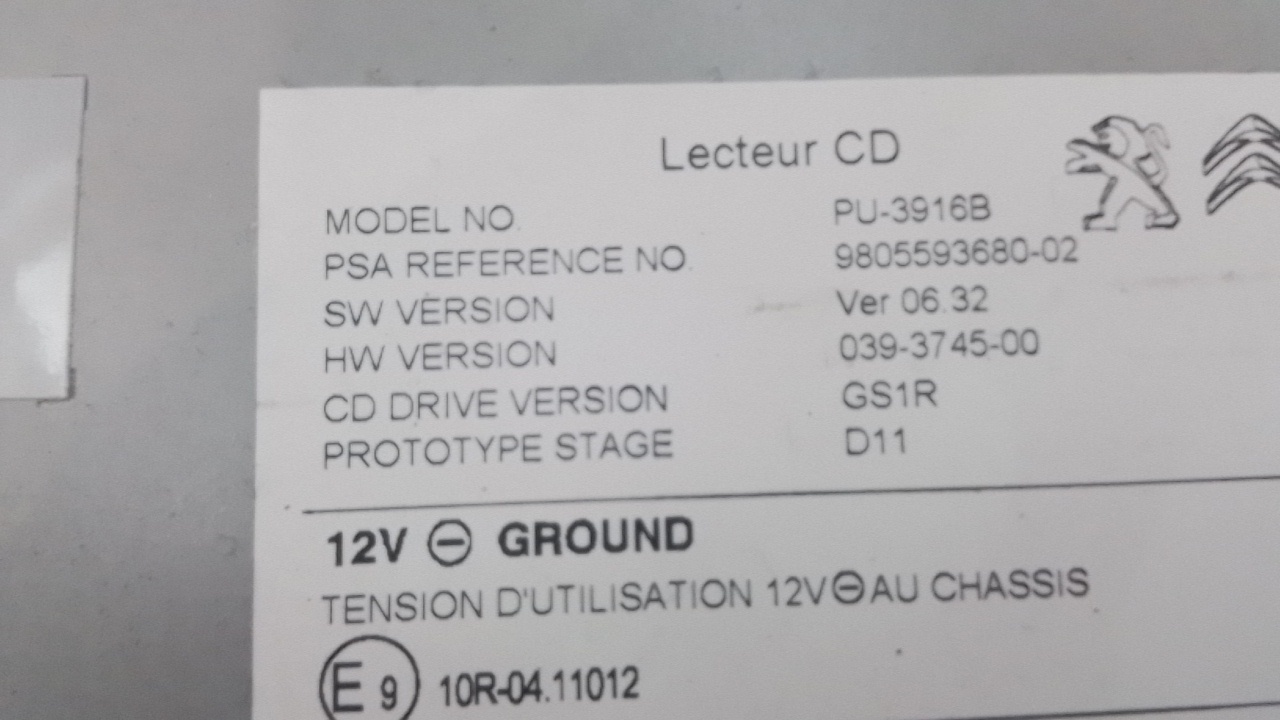 Lecteur CD
MODEL NO. PU-3916B
PSA REFERENCE NO. 9805593680-02
SW VERSION Ver 06.32
HW VERSION 039-3745-00
CD DRIVE VERSION GS1R
PROTOTYPE STAGE D11
12V ⊖ GROUND
TENSION D'UTILISATION 12V⊖AU CHASSIS
E9 10R-04.11012